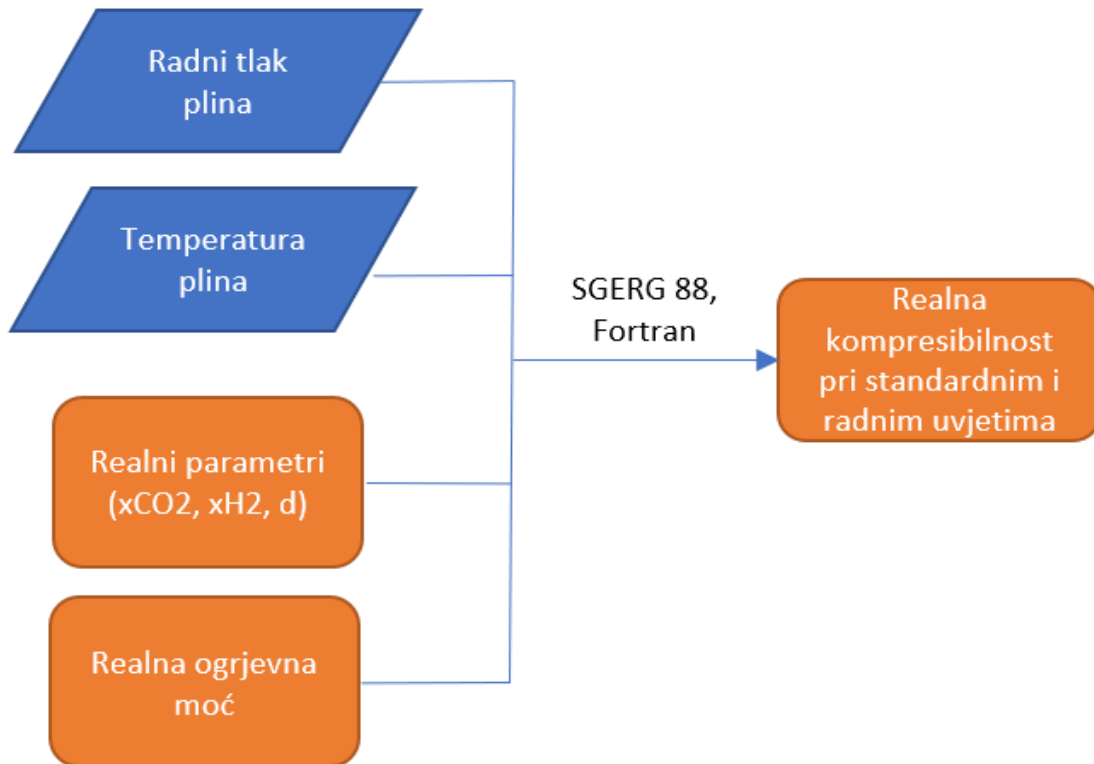 Radni tlak
plina
Temperatura
plina
SGERG 88,
Fortran
Realna
kompresibilnost
pri standardnim i
radnim uvjetima
Realni parametri
(xCO2, xH2, d)
Realna ogrjevna
moć